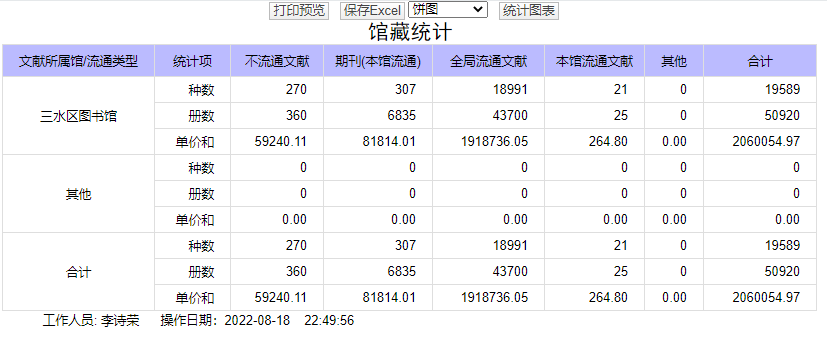 打印预览 保存Excel 饼图 统计图表
馆藏统计
文献所属馆/流通类型 统计项 不流通文献 期刊(本馆流通) 全局流通文献 本馆流通文献 其他 合计
种数 270 307 18991 21 0 19589
三水区图书馆 册数 360 6835 43700 25 0 50920
单价和 59240.11 81814.01 1918736.05 264.80 0.00 2060054.97
种数 0 0 0 0 0 0
其他 册数 0 0 0 0 0 0
单价和 0.00 0.00 0.00 0.00 0.00 0.00
种数 270 307 18991 21 0 19589
合计 册数 360 6835 43700 25 0 50920
单价和 59240.11 81814.01 1918736.05 264.80 0.00 2060054.97
工作人员: 李诗荣 操作日期: 2022-08-18 22:49:56